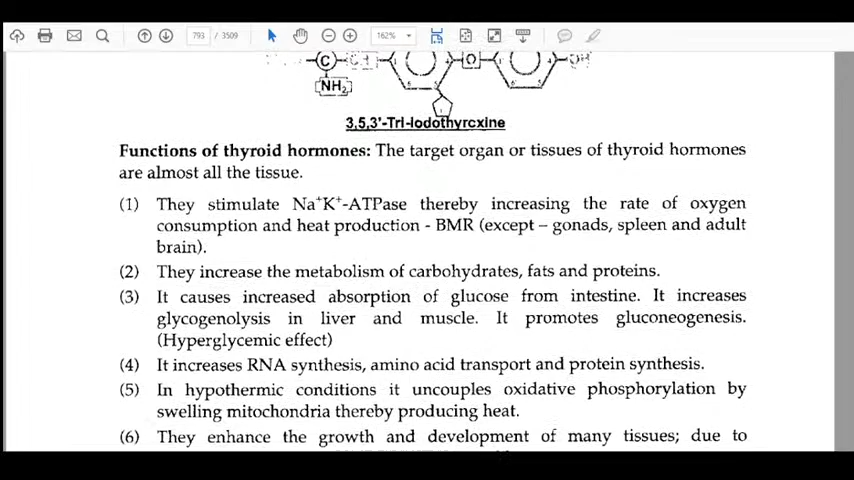 793 / 3509
162%
C
O
NH₂
3,5,3'-Tri-Iodothyrcxine
Functions of thyroid hormones: The target organ or tissues of thyroid hormones
are almost all the tissue.
(1) They stimulate Na⁺K⁺-ATPase thereby increasing the rate of oxygen
consumption and heat production - BMR (except – gonads, spleen and adult
brain).
(2) They increase the metabolism of carbohydrates, fats and proteins.
(3) It causes increased absorption of glucose from intestine. It increases
glycogenolysis in liver and muscle. It promotes gluconeogenesis.
(Hyperglycemic effect)
(4) It increases RNA synthesis, amino acid transport and protein synthesis.
(5) In hypothermic conditions it uncouples oxidative phosphorylation by
swelling mitochondria thereby producing heat.
(6) They enhance the growth and development of many tissues; due to